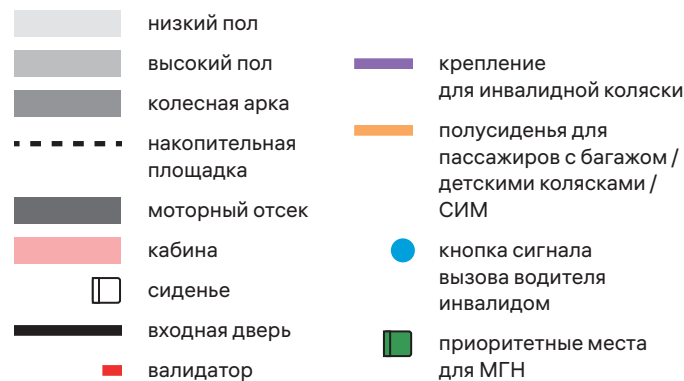 низкий пол
высокий пол
колесная арка
накопительная
площадка
моторный отсек
кабина
сиденье
входная дверь
валидатор
крепление
для инвалидной коляски
полусиденья для
пассажиров с багажом /
детскими колясками /
СИМ
кнопка сигнала
вызова водителя
инвалидом
приоритетные места
для МГН